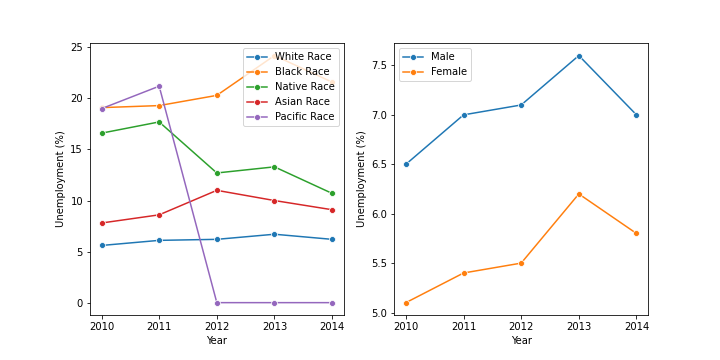 25
20
15
10
5
0
Unemployment (%)
2010 2011 2012 2013 2014
Year
White Race
Black Race
Native Race
Asian Race
Pacific Race
7.5
7.0
6.5
6.0
5.5
5.0
Unemployment (%)
2010 2011 2012 2013 2014
Year
Male
Female